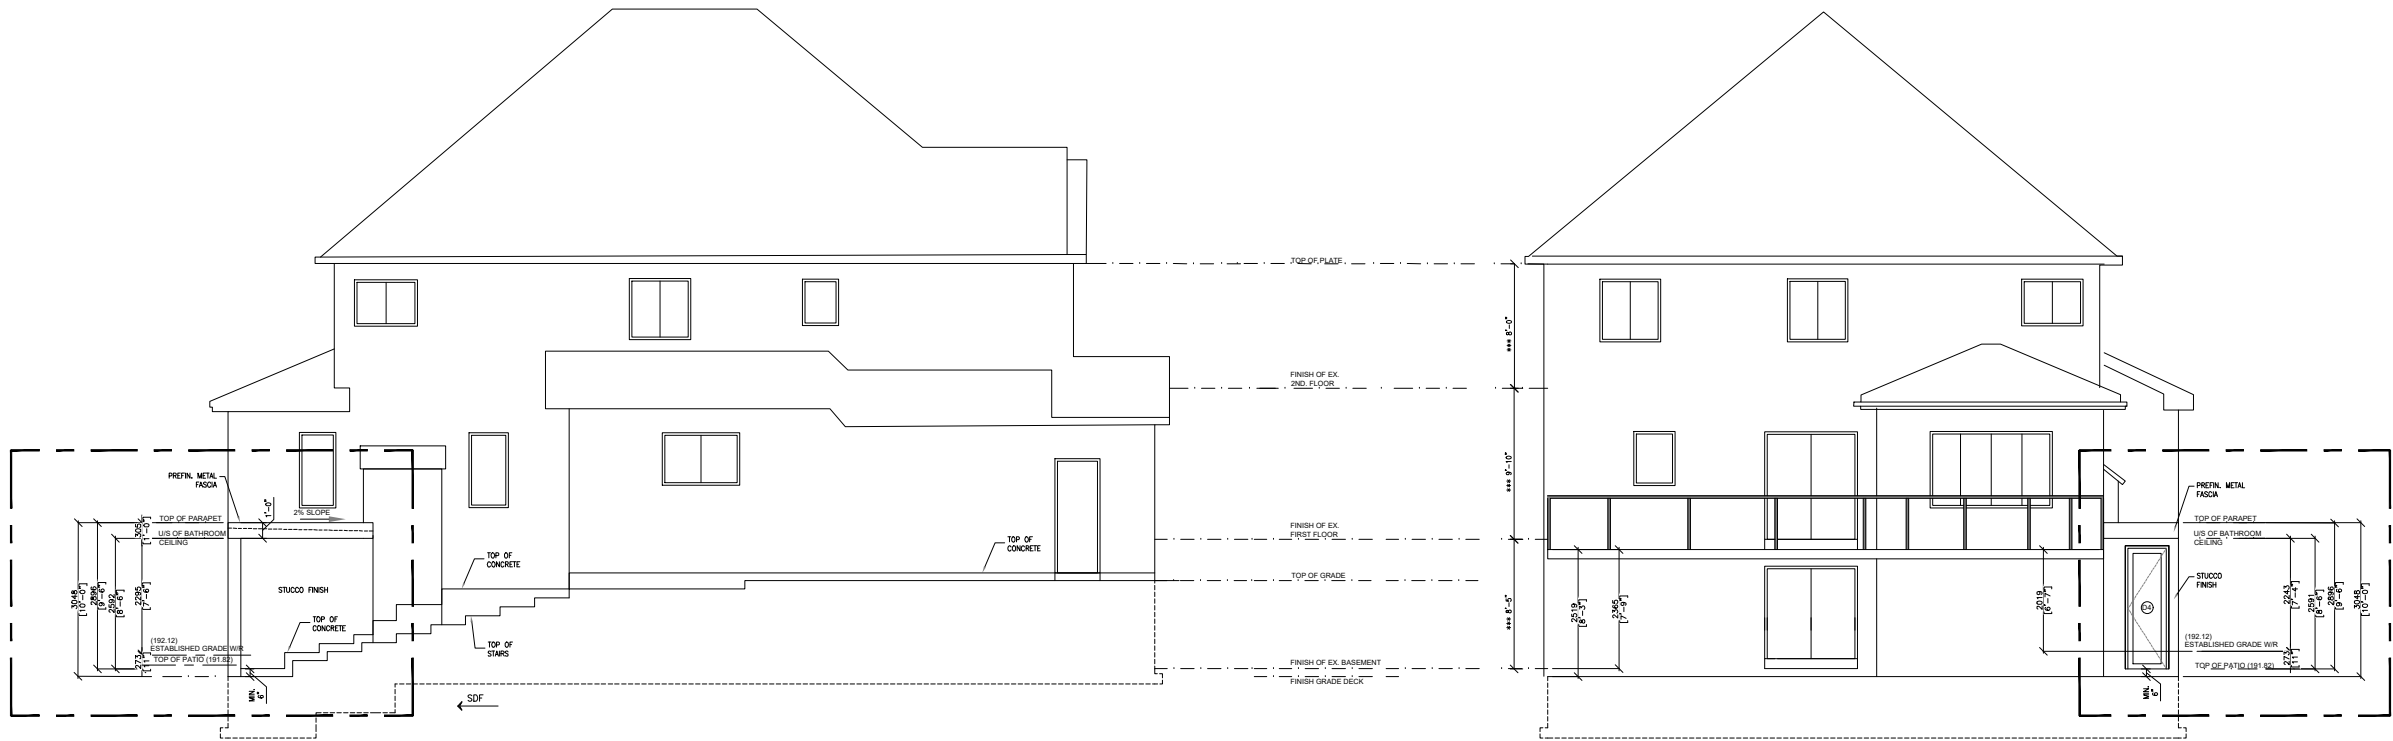 PREFIN. METAL
FASCIA
1'-0"
2% SLOPE
TOP OF PARAPET
U/S OF BATHROOM
CEILING
305
[1'-0"]
3048
[10'-0"]
2896
[9'-6"]
2592
[8'-6"]
2295
[7'-6"]
STUCCO FINISH
TOP OF
CONCRETE
(192.12)
ESTABLISHED GRADE W/R
TOP OF PATIO (191.82)
273
[11"]
MIN.
6"
TOP OF
CONCRETE
TOP OF
STAIRS
TOP OF
CONCRETE
SDF
TOP OF PLATE
FINISH OF EX.
2ND. FLOOR
FINISH OF EX.
FIRST FLOOR
TOP OF GRADE
FINISH OF EX. BASEMENT
FINISH GRADE DECK
*** 8'-0"
*** 9'-10"
*** 8'-5"
2519
[8'-3"]
2365
[7'-9"]
2019
[6'-7"]
D4
PREFIN. METAL
FASCIA
TOP OF PARAPET
U/S OF BATHROOM
CEILING
STUCCO
FINISH
2243
[7'-4"]
2591
[8'-6"]
2896
[9'-6"]
3048
[10'-0"]
(192.12)
ESTABLISHED GRADE W/R
TOP OF PATIO (191.82)
273
[11"]
MIN.
6"